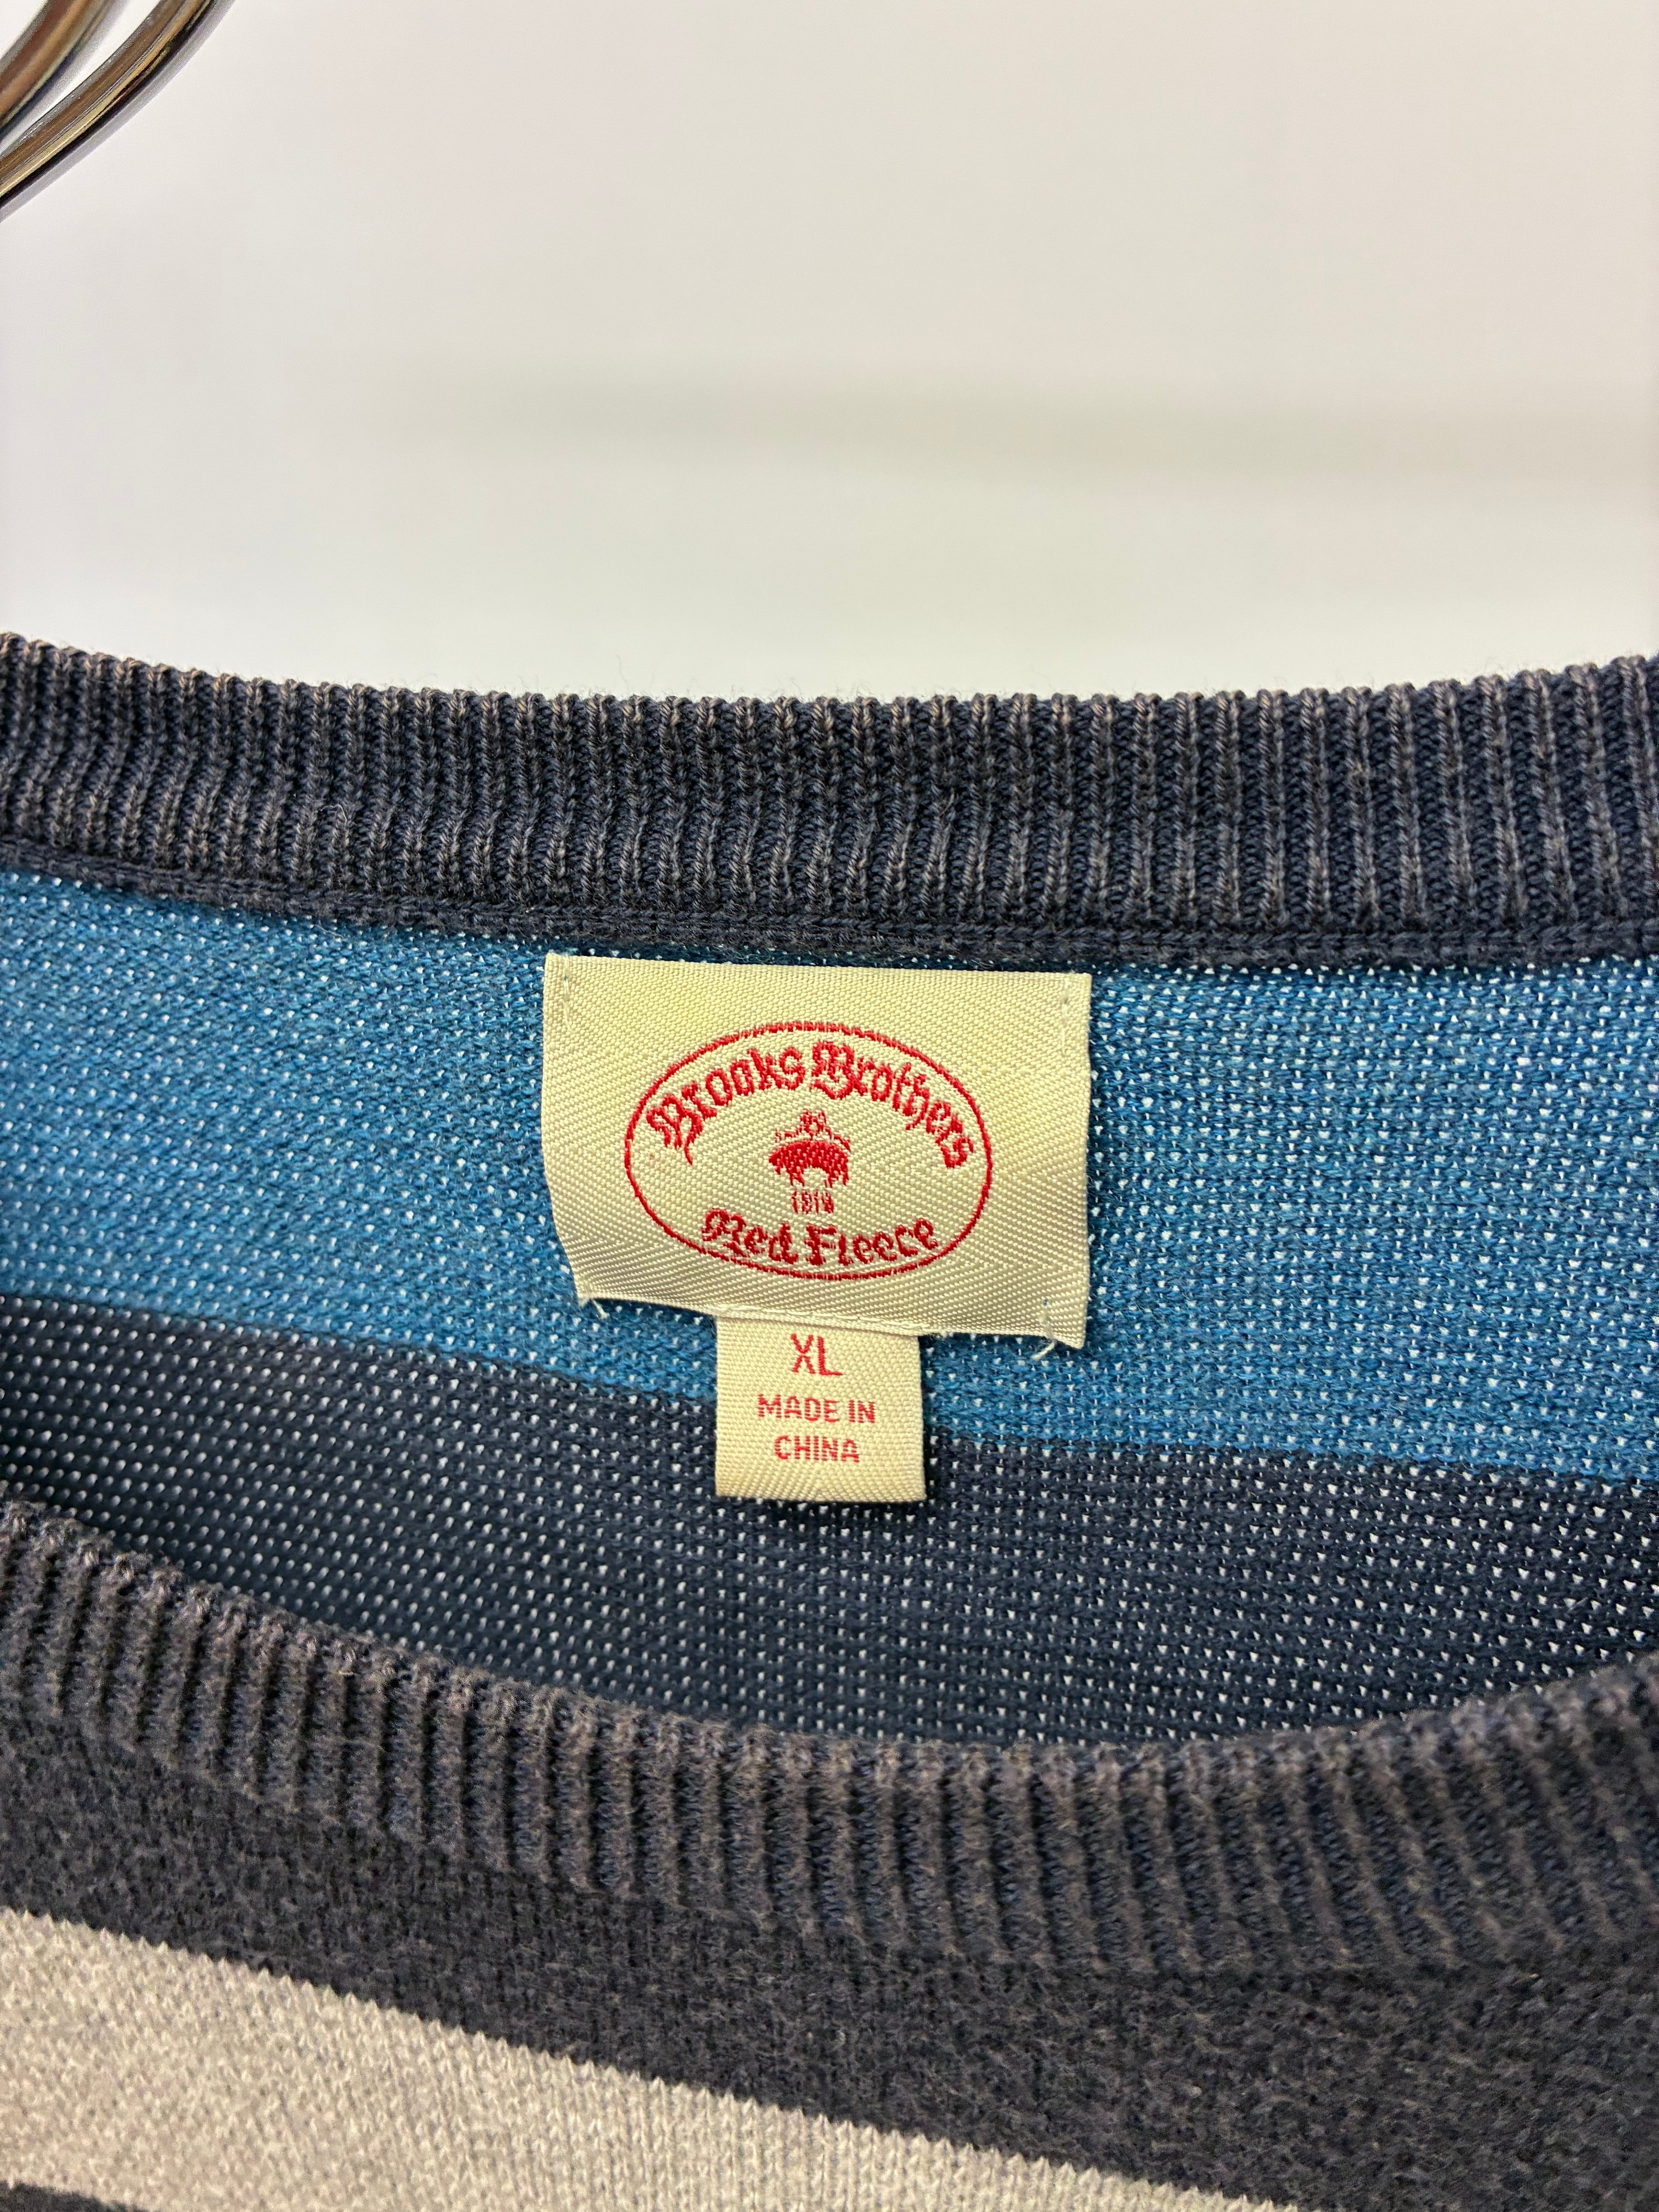 Brooks Brothers
1818
Red Fleece
XL
MADE IN
CHINA